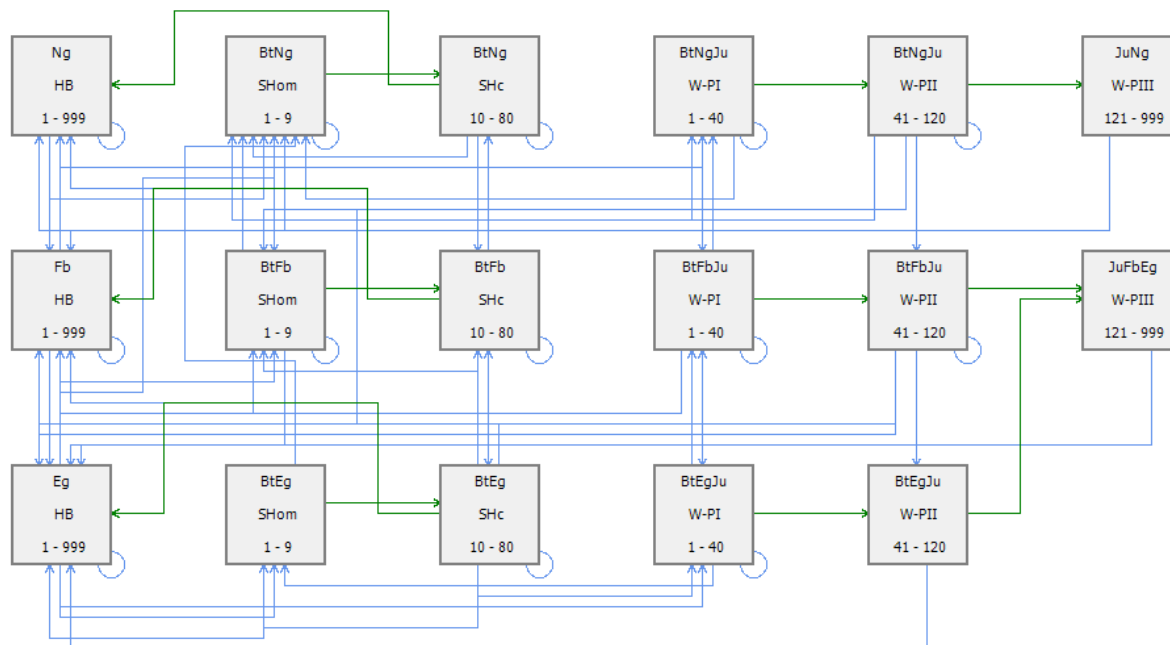 Ng
HB
1 - 999
BtNg
SHom
1 - 9
BtNg
SHc
10 - 80
BtNgJu
W-PI
1 - 40
BtNgJu
W-PII
41 - 120
JuNg
W-PIII
121 - 999
Fb
HB
1 - 999
BtFb
SHom
1 - 9
BtFb
SHc
10 - 80
BtFbJu
W-PI
1 - 40
BtFbJu
W-PII
41 - 120
JuFbEg
W-PIII
121 - 999
Eg
HB
1 - 999
BtEg
SHom
1 - 9
BtEg
SHc
10 - 80
BtEgJu
W-PI
1 - 40
BtEgJu
W-PII
41 - 120